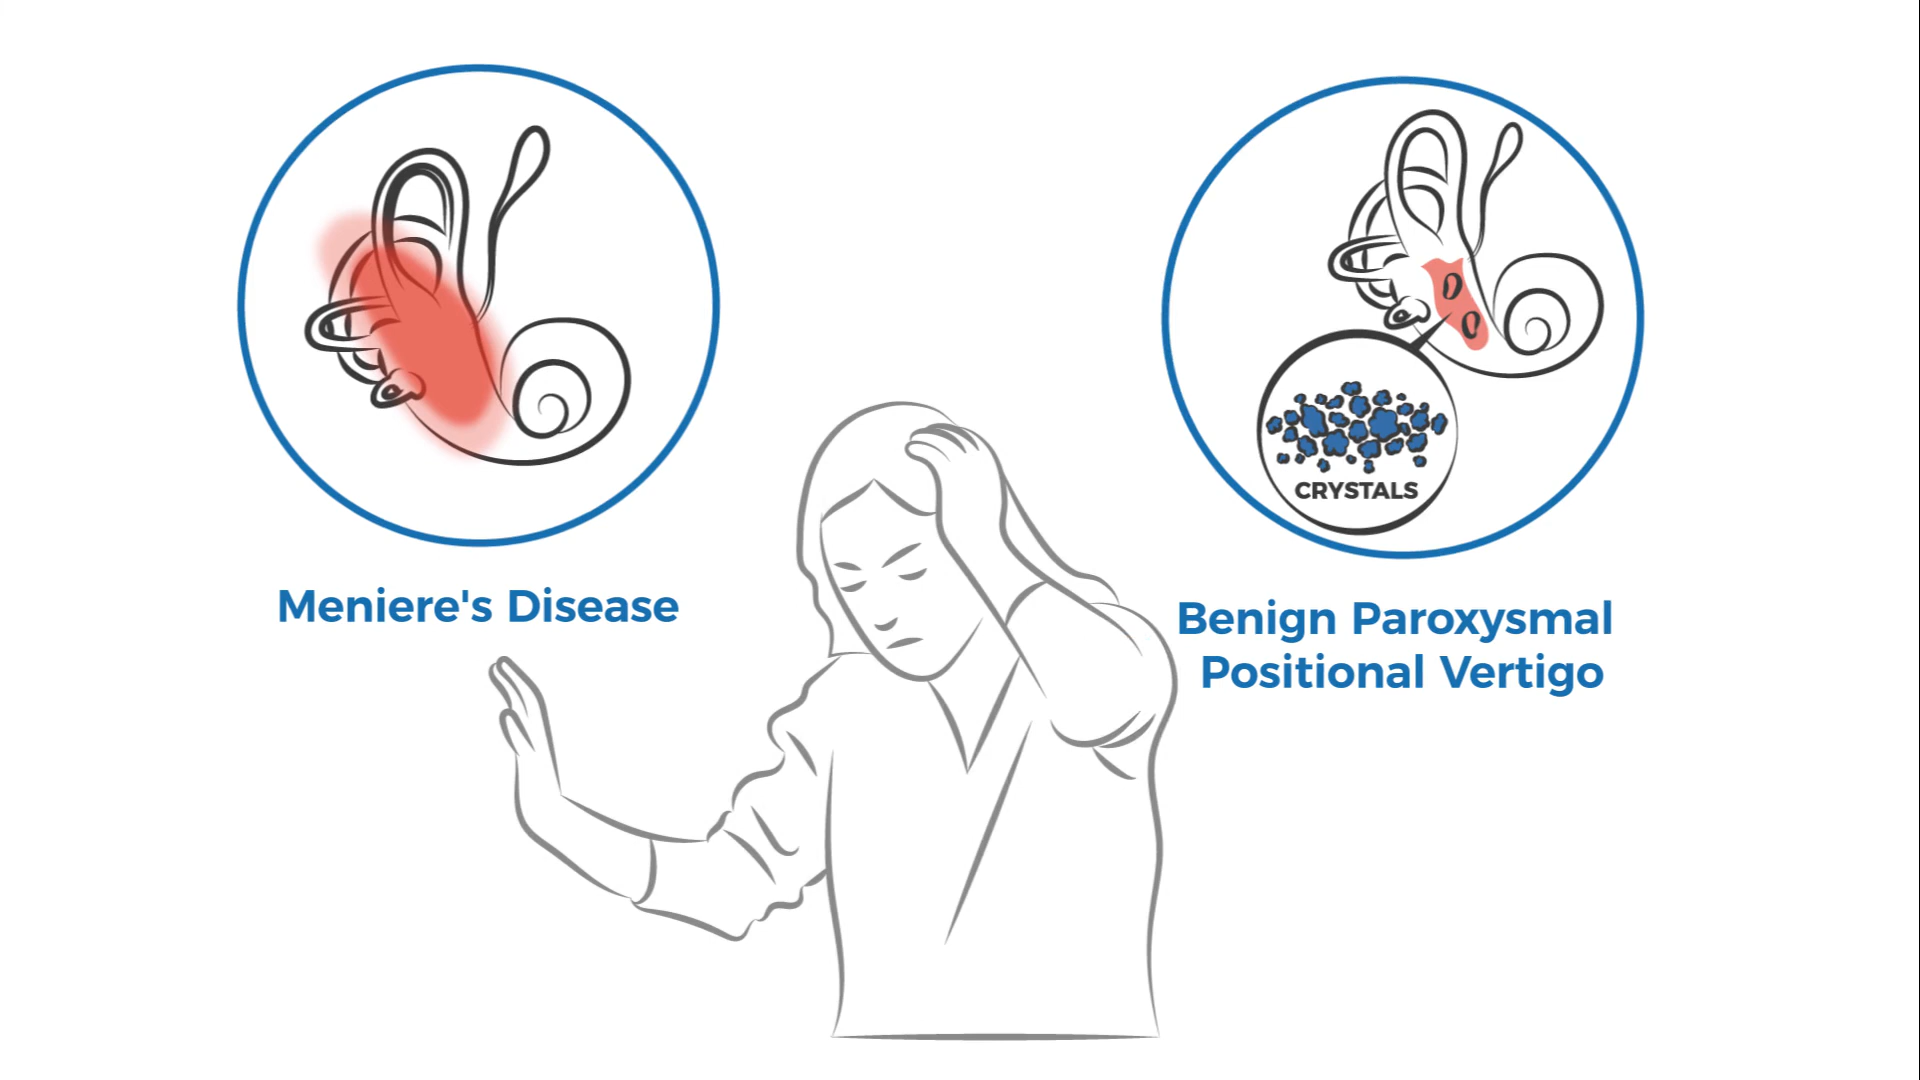 Meniere's Disease
CRYSTALS
Benign Paroxysmal
Positional Vertigo